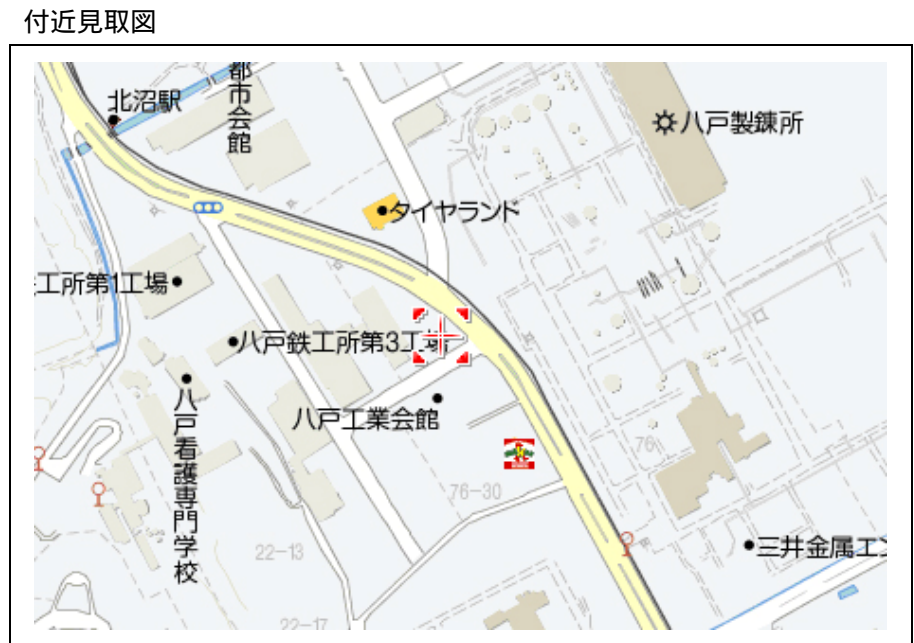 付近見取図
都市会館
北沼駅
八戸製錬所
タイヤランド
工所第1工場
八戸鉄工所第3工場
八戸工業会館
八戸看護専門学校
76
76-30
22-13
三井金属エン
22-17